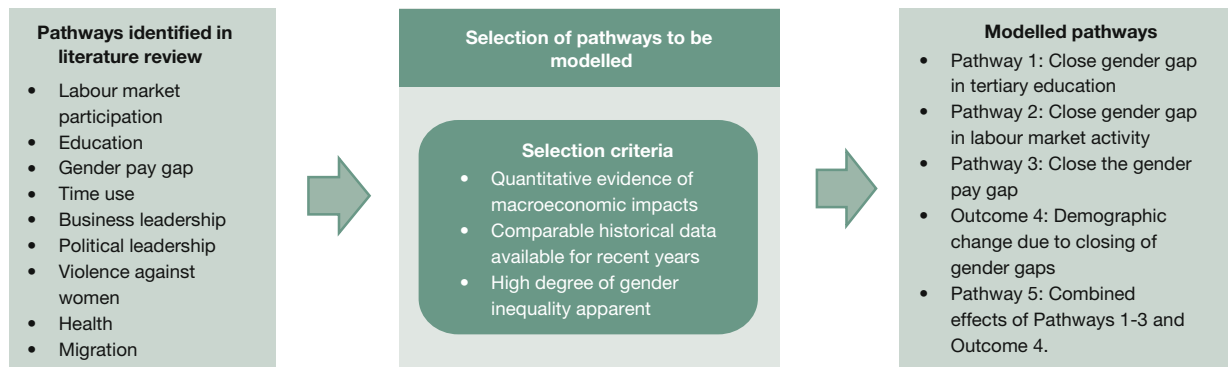 Pathways identified in
literature review
• Labour market
participation
• Education
• Gender pay gap
• Time use
• Business leadership
• Political leadership
• Violence against
women
• Health
• Migration
Selection of pathways to be
modelled
Selection criteria
• Quantitative evidence of
macroeconomic impacts
• Comparable historical data
available for recent years
• High degree of gender
inequality apparent
Modelled pathways
• Pathway 1: Close gender gap
in tertiary education
• Pathway 2: Close gender gap
in labour market activity
• Pathway 3: Close the gender
pay gap
• Outcome 4: Demographic
change due to closing of
gender gaps
• Pathway 5: Combined
effects of Pathways 1-3 and
Outcome 4.